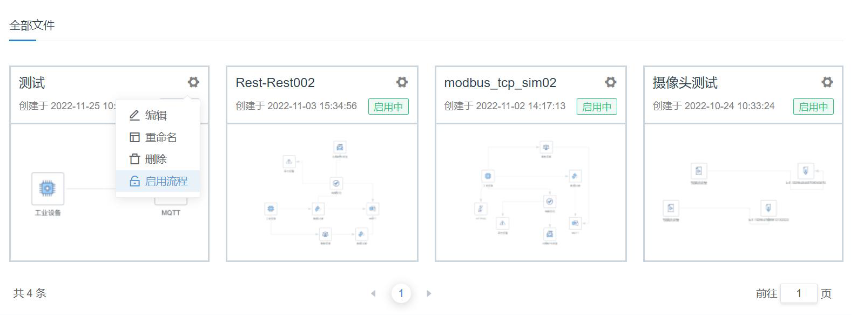 全部文件
测试
创建于 2022-11-25 10:
编辑
重命名
删除
启用流程
工业设备
MQTT
Rest-Rest002
创建于 2022-11-03 15:34:56
启用中
modbus_tcp_sim02
创建于 2022-11-02 14:17:13
启用中
摄像头测试
创建于 2022-10-24 10:33:24
启用中
共 4 条
1
前往 1 页